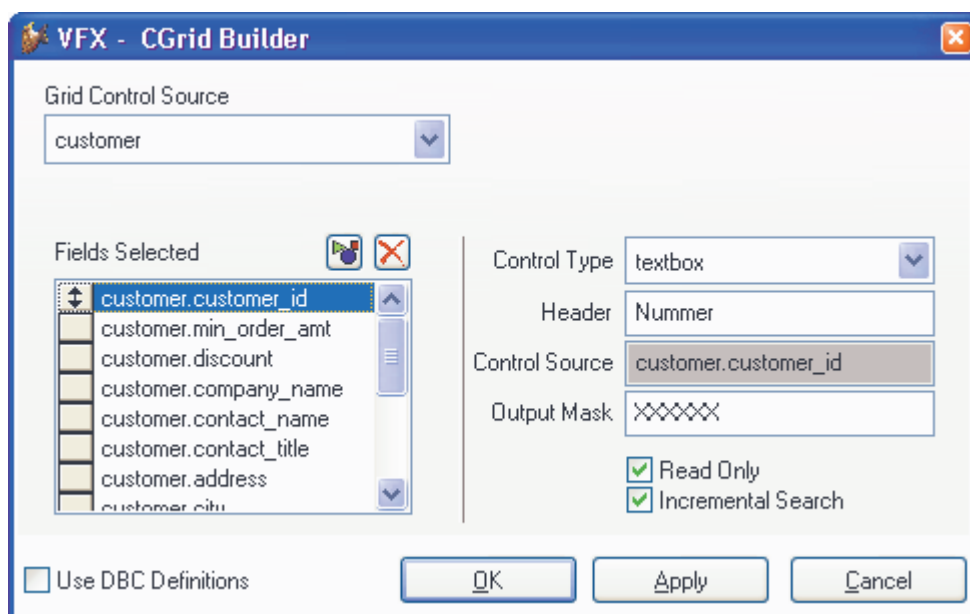 VFX - CGrid Builder
Grid Control Source
customer
Fields Selected
customer.customer_id
customer.min_order_amt
customer.discount
customer.company_name
customer.contact_name
customer.contact_title
customer.address
customer.city
Control Type textbox
Header Nummer
Control Source customer.customer_id
Output Mask XXXXXX
Read Only
Incremental Search
Use DBC Definitions
OK Apply Cancel